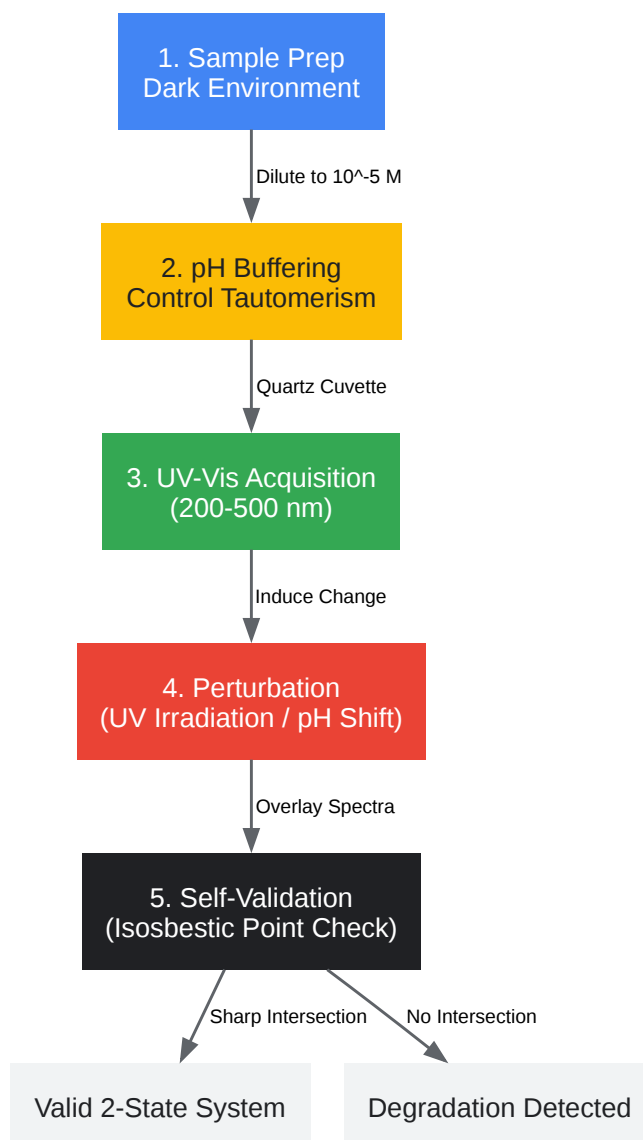 1. Sample Prep
Dark Environment
Dilute to 10^-5 M
2. pH Buffering
Control Tautomerism
Quartz Cuvette
3. UV-Vis Acquisition
(200-500 nm)
Induce Change
4. Perturbation
(UV Irradiation / pH Shift)
Overlay Spectra
5. Self-Validation
(Isosbestic Point Check)
Sharp Intersection
No Intersection
Valid 2-State System
Degradation Detected